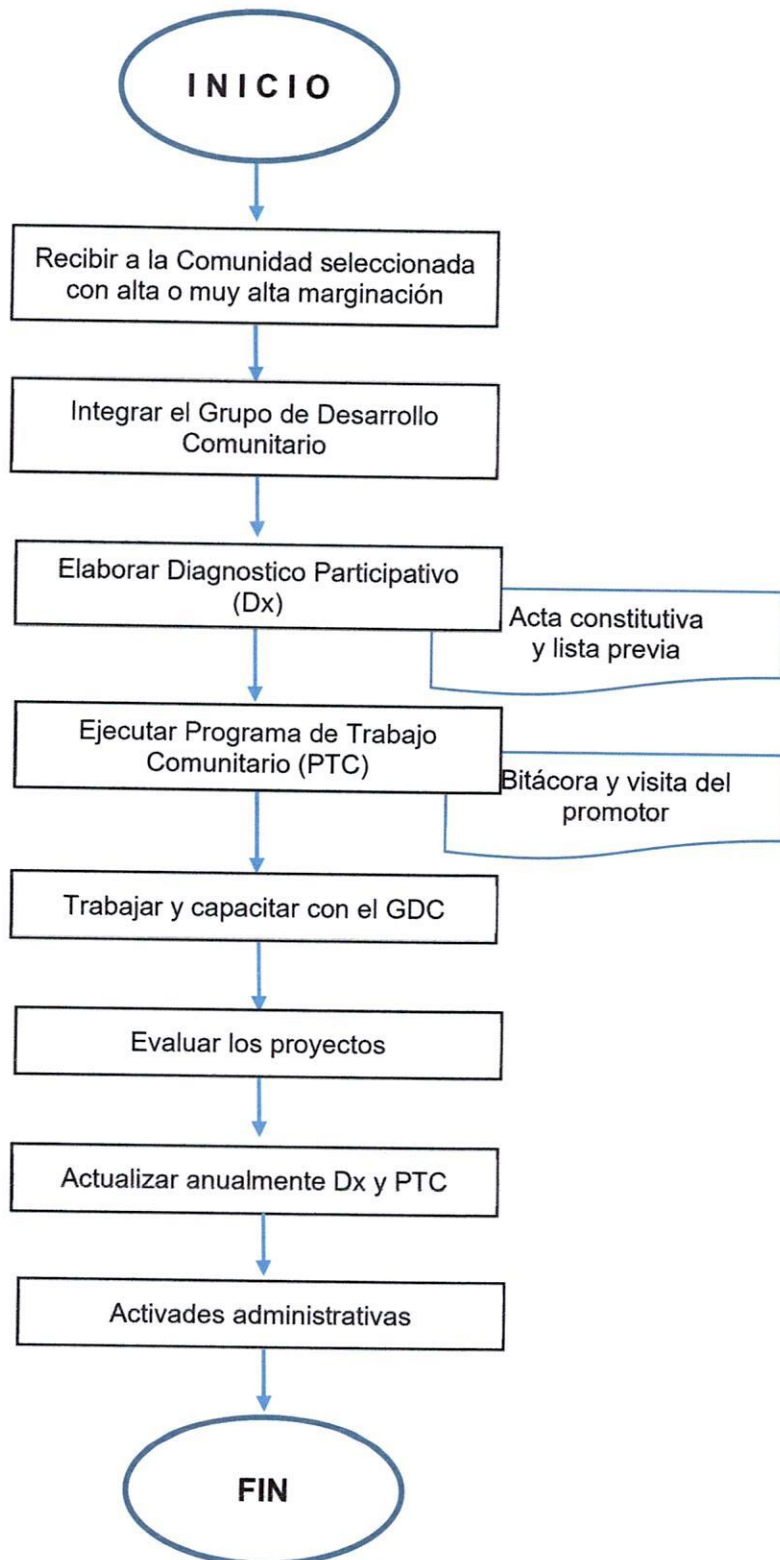 INICIO
Recibir a la Comunidad seleccionada
con alta o muy alta marginación
Integrar el Grupo de Desarrollo
Comunitario
Elaborar Diagnostico Participativo
(Dx)
Acta constitutiva
y lista previa
Ejecutar Programa de Trabajo
Comunitario (PTC)
Bitácora y visita del
promotor
Trabajar y capacitar con el GDC
Evaluar los proyectos
Actualizar anualmente Dx y PTC
Activades administrativas
FIN